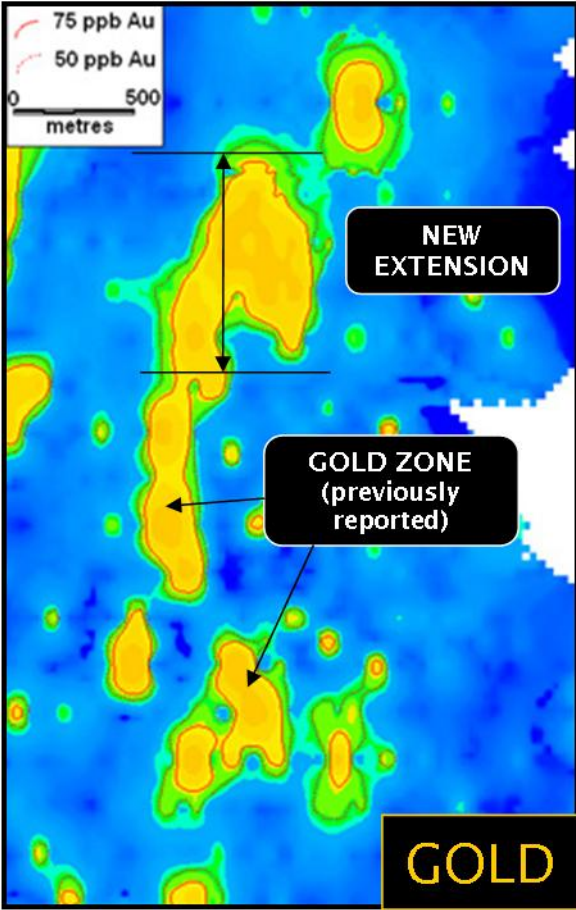 75 ppb Au
50 ppb Au
0 500
metres
NEW
EXTENSION
GOLD ZONE
(previously
reported)
GOLD